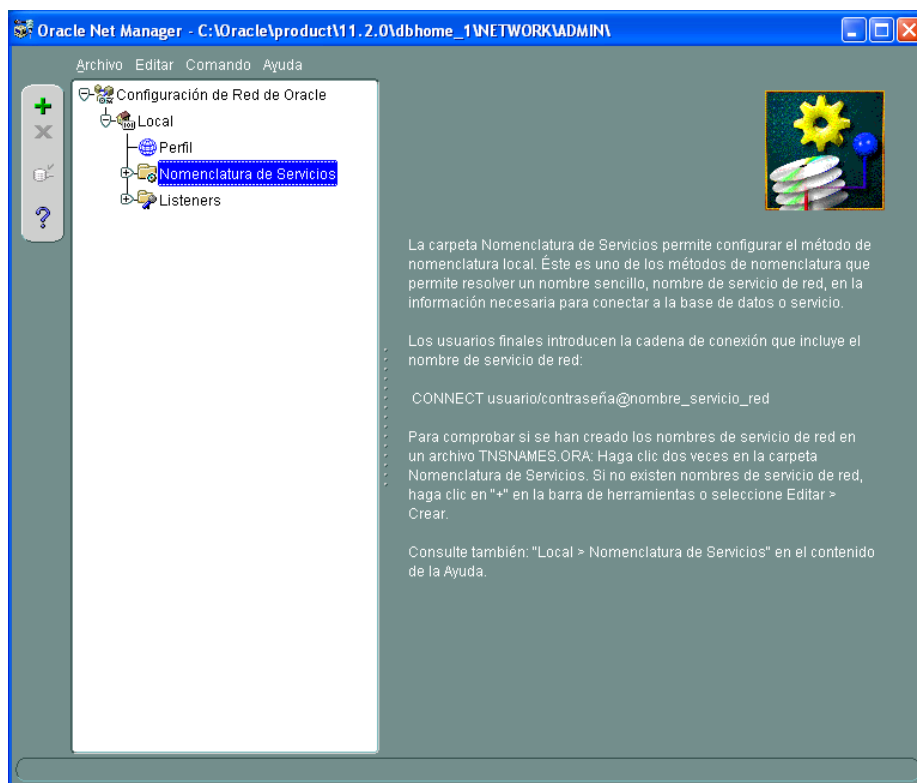 Oracle Net Manager - C:\Oracle\product\11.2.0\dbhome_1\NETWORK\ADMIN\
Archivo Editar Comando Ayuda
Configuración de Red de Oracle
Local
Perfil
Nomenclatura de Servicios
Listeners
La carpeta Nomenclatura de Servicios permite configurar el método de
nomenclatura local. Éste es uno de los métodos de nomenclatura que
permite resolver un nombre sencillo, nombre de servicio de red, en la
información necesaria para conectar a la base de datos o servicio.
Los usuarios finales introducen la cadena de conexión que incluye el
nombre de servicio de red:
CONNECT usuario/contraseña@nombre_servicio_red
Para comprobar si se han creado los nombres de servicio de red en
un archivo TNSNAMES.ORA: Haga clic dos veces en la carpeta
Nomenclatura de Servicios. Si no existen nombres de servicio de red,
haga clic en "+" en la barra de herramientas o seleccione Editar >
Crear.
Consulte también: "Local > Nomenclatura de Servicios" en el contenido
de la Ayuda.